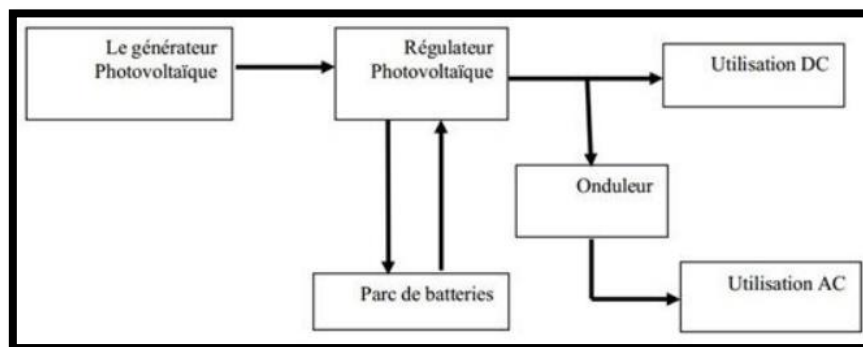 Le générateur
Photovoltaïque
Régulateur
Photovoltaïque
Utilisation DC
Onduleur
Parc de batteries
Utilisation AC